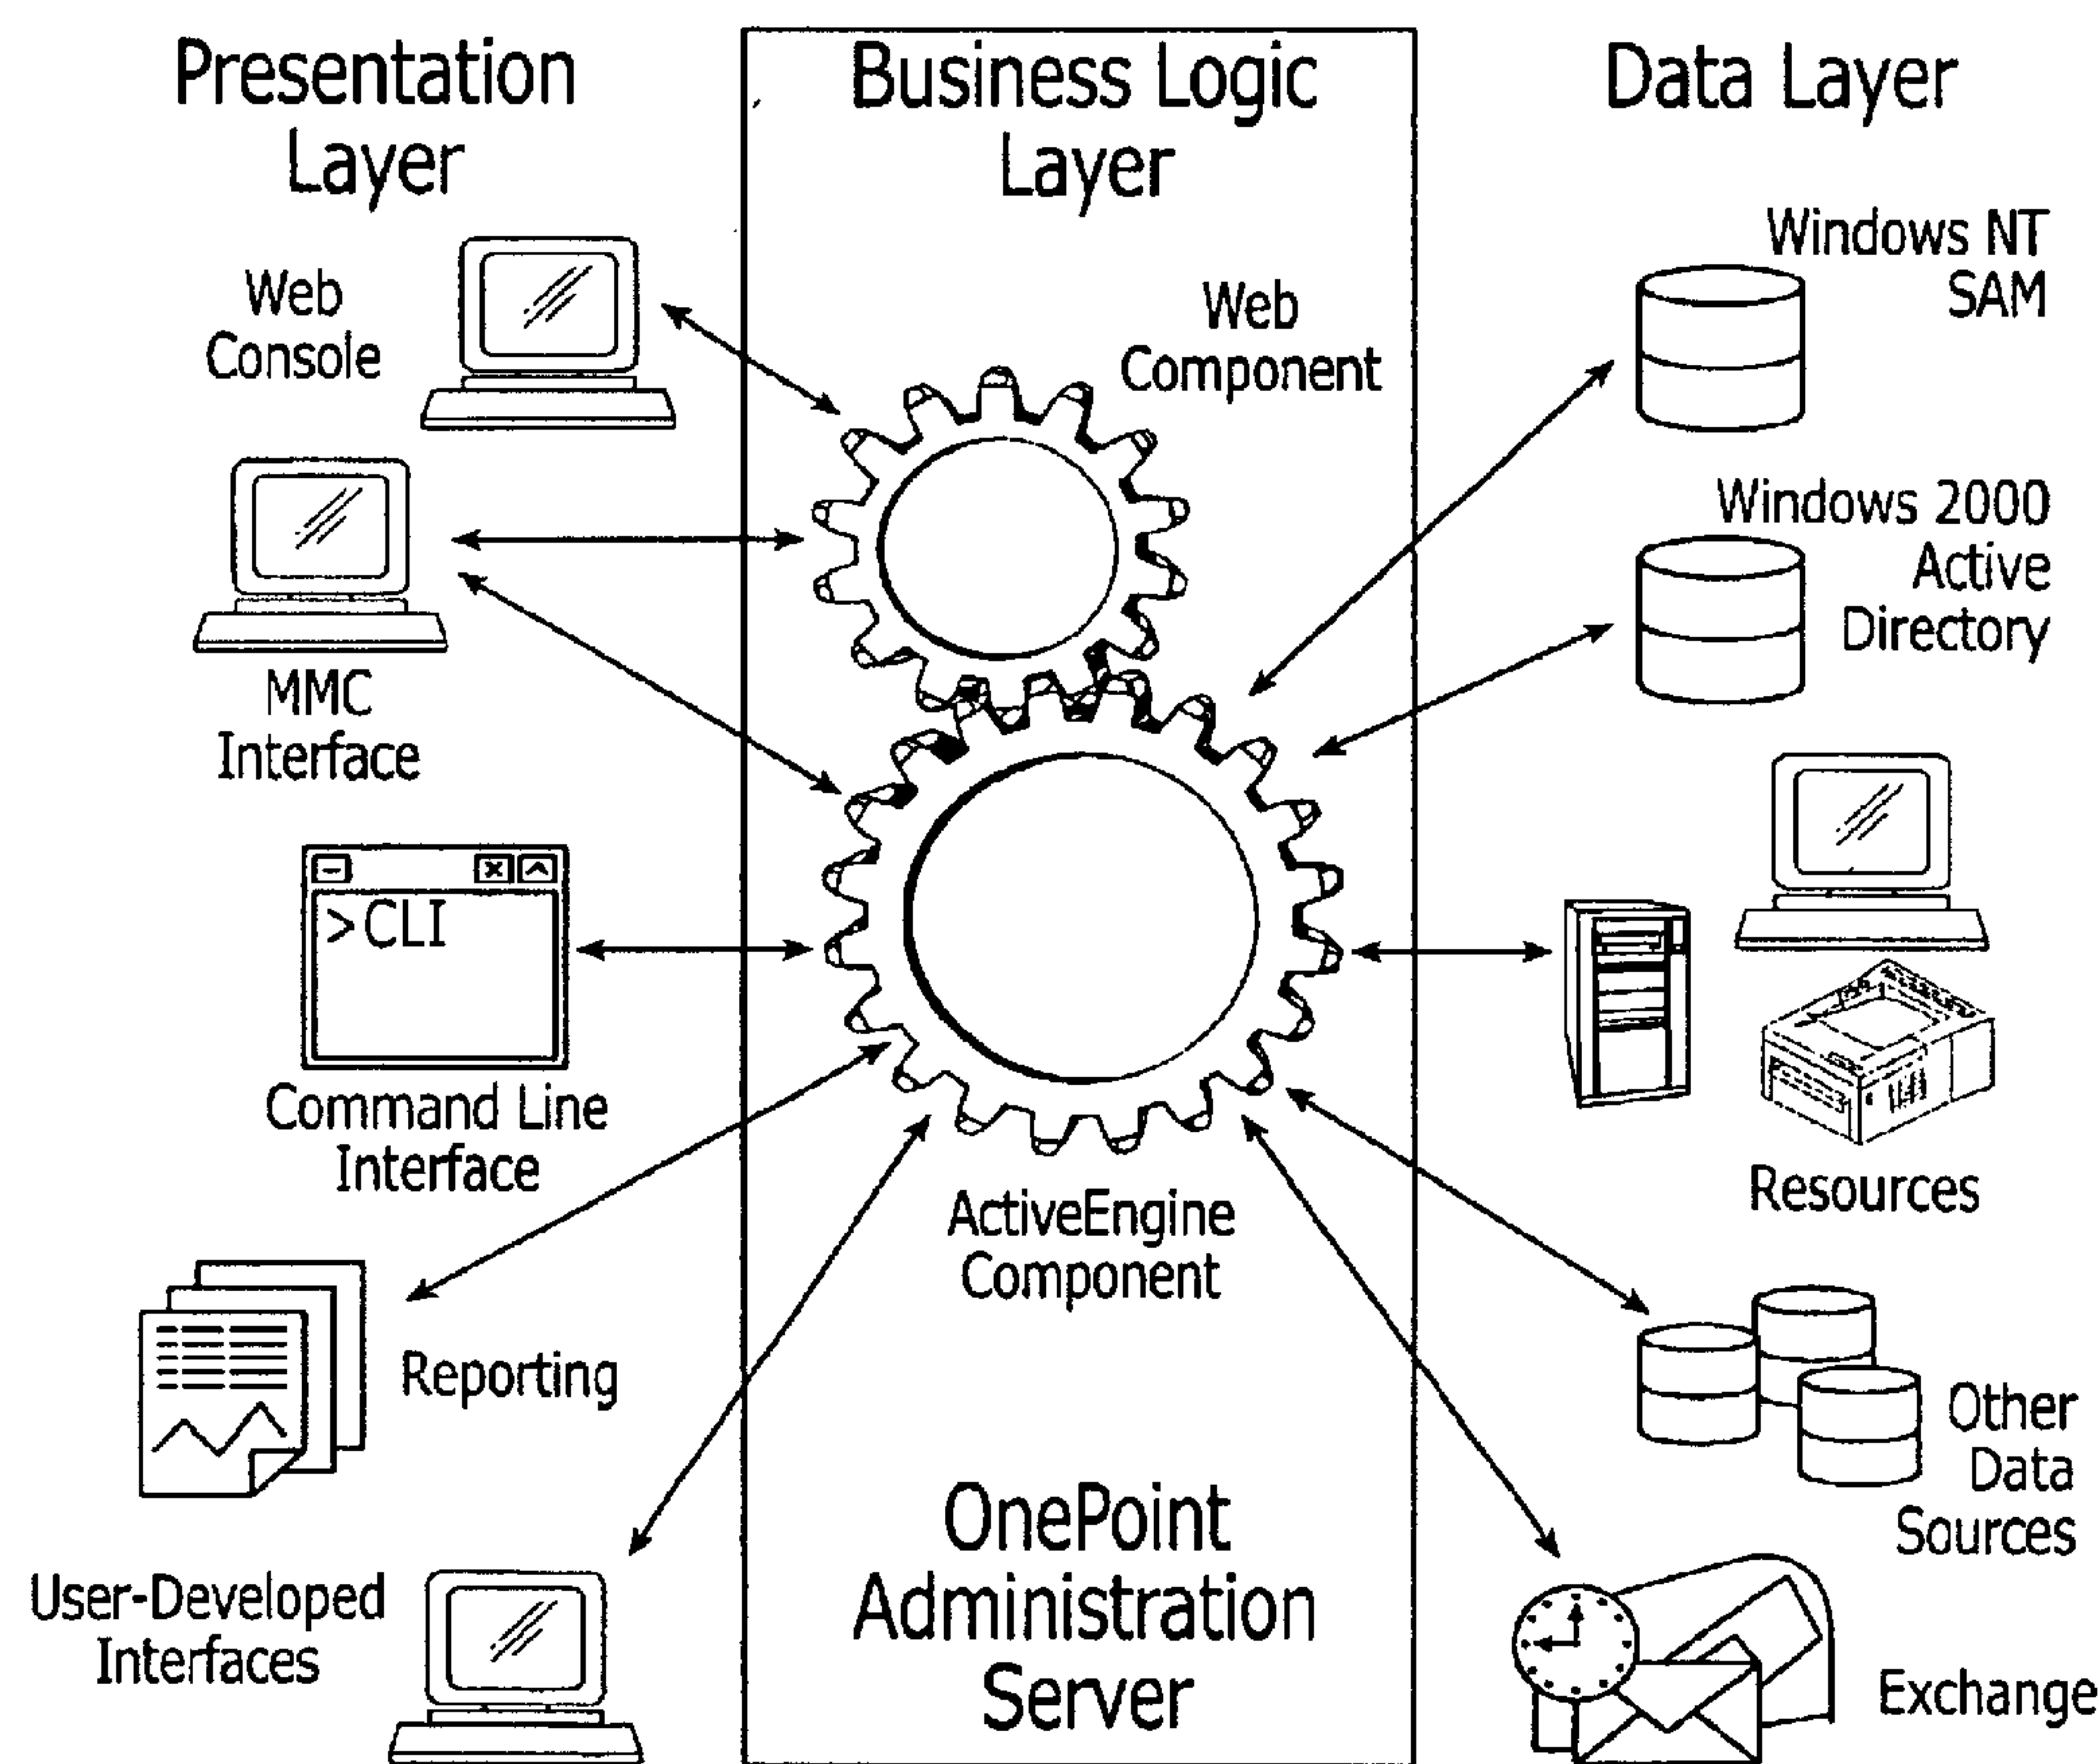 Presentation
Layer
Business Logic
Layer
Data Layer
Web
Console
Web
Component
Windows NT
SAM
MMC
Interface
Windows 2000
Active
Directory
>CLI
Command Line
Interface
Resources
ActiveEngine
Component
Reporting
Other
Data
Sources
User-Developed
Interfaces
OnePoint
Administration
Server
Exchange